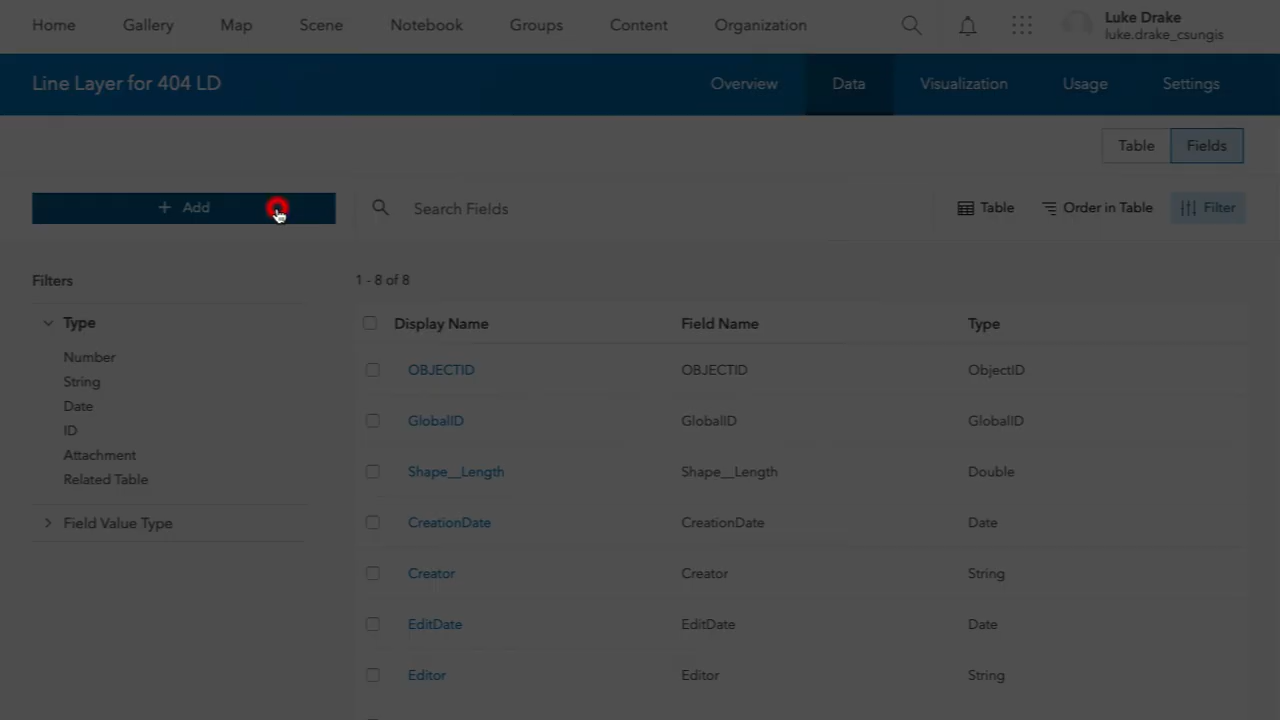 Home Gallery Map Scene Notebook Groups Content Organization Luke Drake
luke.drake_csungis
Line Layer for 404 LD Overview Data Visualization Usage Settings
Table Fields
+ Add Search Fields Table Order in Table Filter
Filters 1 - 8 of 8
Type Display Name Field Name Type
Number
String
Date
ID
Attachment
Related Table
Field Value Type
OBJECTID OBJECTID ObjectID
GlobalID GlobalID GlobalID
Shape__Length Shape__Length Double
CreationDate CreationDate Date
Creator Creator String
EditDate EditDate Date
Editor Editor String